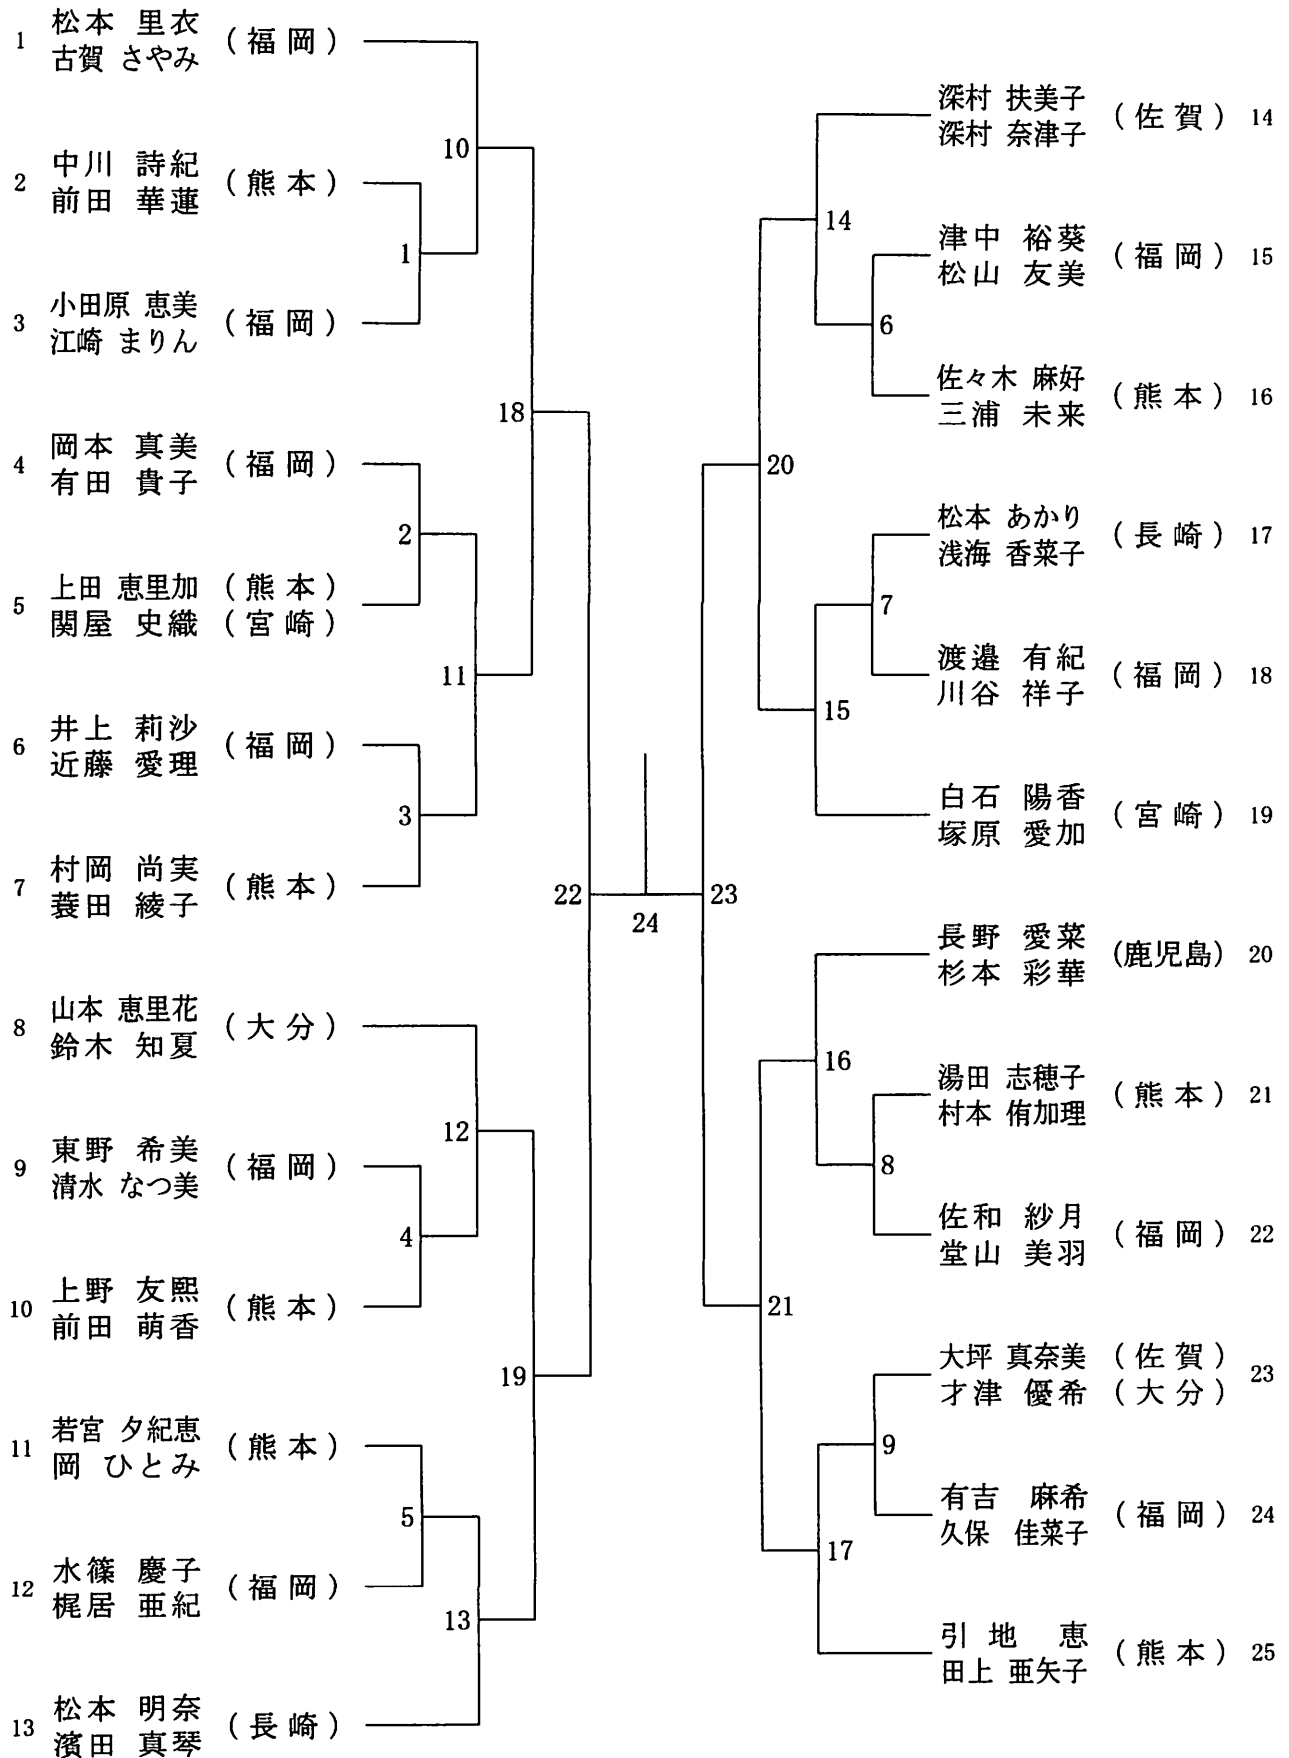 1 松本 里衣 (福岡)
古賀 さやみ
2 中川 詩紀 (熊本)
前田 華蓮
3 小田原 恵美 (福岡)
江崎 まりん
4 岡本 真美 (福岡)
有田 貴子
5 上田 恵里加 (熊本)
関屋 史織 (宮崎)
6 井上 莉沙 (福岡)
近藤 愛理
7 村岡 尚実 (熊本)
蓑田 綾子
8 山本 恵里花 (大分)
鈴木 知夏
9 東野 希美 (福岡)
清水 なつ美
10 上野 友熙 (熊本)
前田 萌香
11 若宮 夕紀恵 (熊本)
岡 ひとみ
12 水篠 慶子 (福岡)
梶居 亜紀
13 松本 明奈 (長崎)
濱田 真琴
10
1
18
2
11
3
22
12
4
19
5
13
24
23
14
6
20
7
15
16
8
21
9
17
深村 扶美子 (佐賀) 14
深村 奈津子
津中 裕葵 (福岡) 15
松山 友美
佐々木 麻好 (熊本) 16
三浦 未来
松本 あかり (長崎) 17
浅海 香菜子
渡邉 有紀 (福岡) 18
川谷 祥子
白石 陽香 (宮崎) 19
塚原 愛加
長野 愛菜 (鹿児島) 20
杉本 彩華
湯田 志穂子 (熊本) 21
村本 侑加理
佐和 紗月 (福岡) 22
堂山 美羽
大坪 真奈美 (佐賀) 23
才津 優希 (大分)
有吉 麻希 (福岡) 24
久保 佳菜子
引地 恵 (熊本) 25
田上 亜矢子